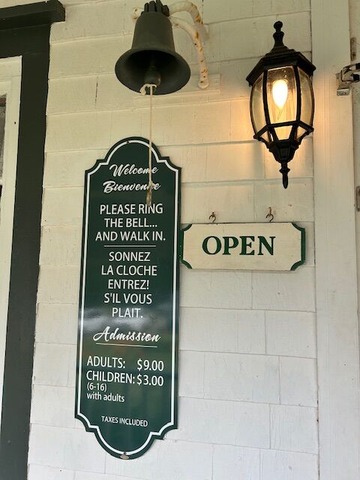 Welcome
Bienvenue
PLEASE RING
THE BELL...
AND WALK IN.
SONNEZ
LA CLOCHE
ENTREZ!
S'IL VOUS
PLAIT.
Admission
ADULTS: $9.00
CHILDREN: $3.00
(6-16)
with adults
TAXES INCLUDED
OPEN